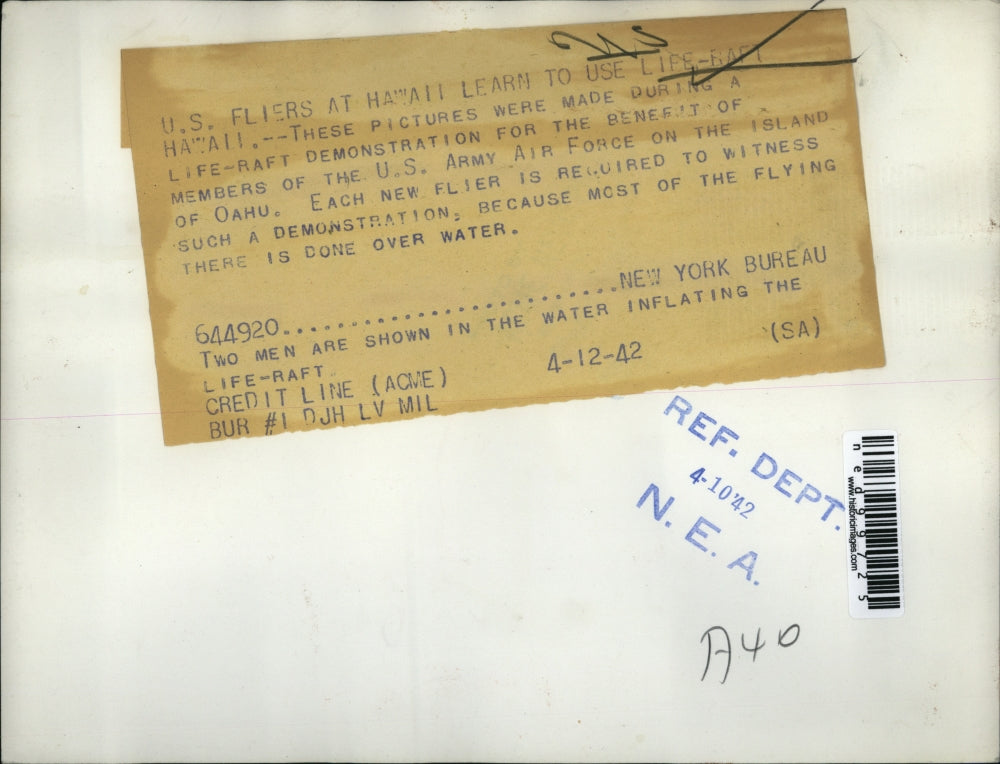 U.S. FLIERS AT HAWAII LEARN TO USE LIFE-RAFT
HAWAII.--THESE PICTURES WERE MADE DURING A
LIFE-RAFT DEMONSTRATION FOR THE BENEFIT OF
MEMBERS OF THE U.S. ARMY AIR FORCE ON THE ISLAND
OF OAHU. EACH NEW FLIER IS REQUIRED TO WITNESS
SUCH A DEMONSTRATION, BECAUSE MOST OF THE FLYING
THERE IS DONE OVER WATER.
644920.........................NEW YORK BUREAU
TWO MEN ARE SHOWN IN THE WATER INFLATING THE
LIFE-RAFT.
CREDIT LINE (ACME) 4-12-42 (SA)
BUR #1 DJH LV MIL
REF. DEPT.
4-10'42
N. E. A.
ned99725
www.historicimages.com
A40